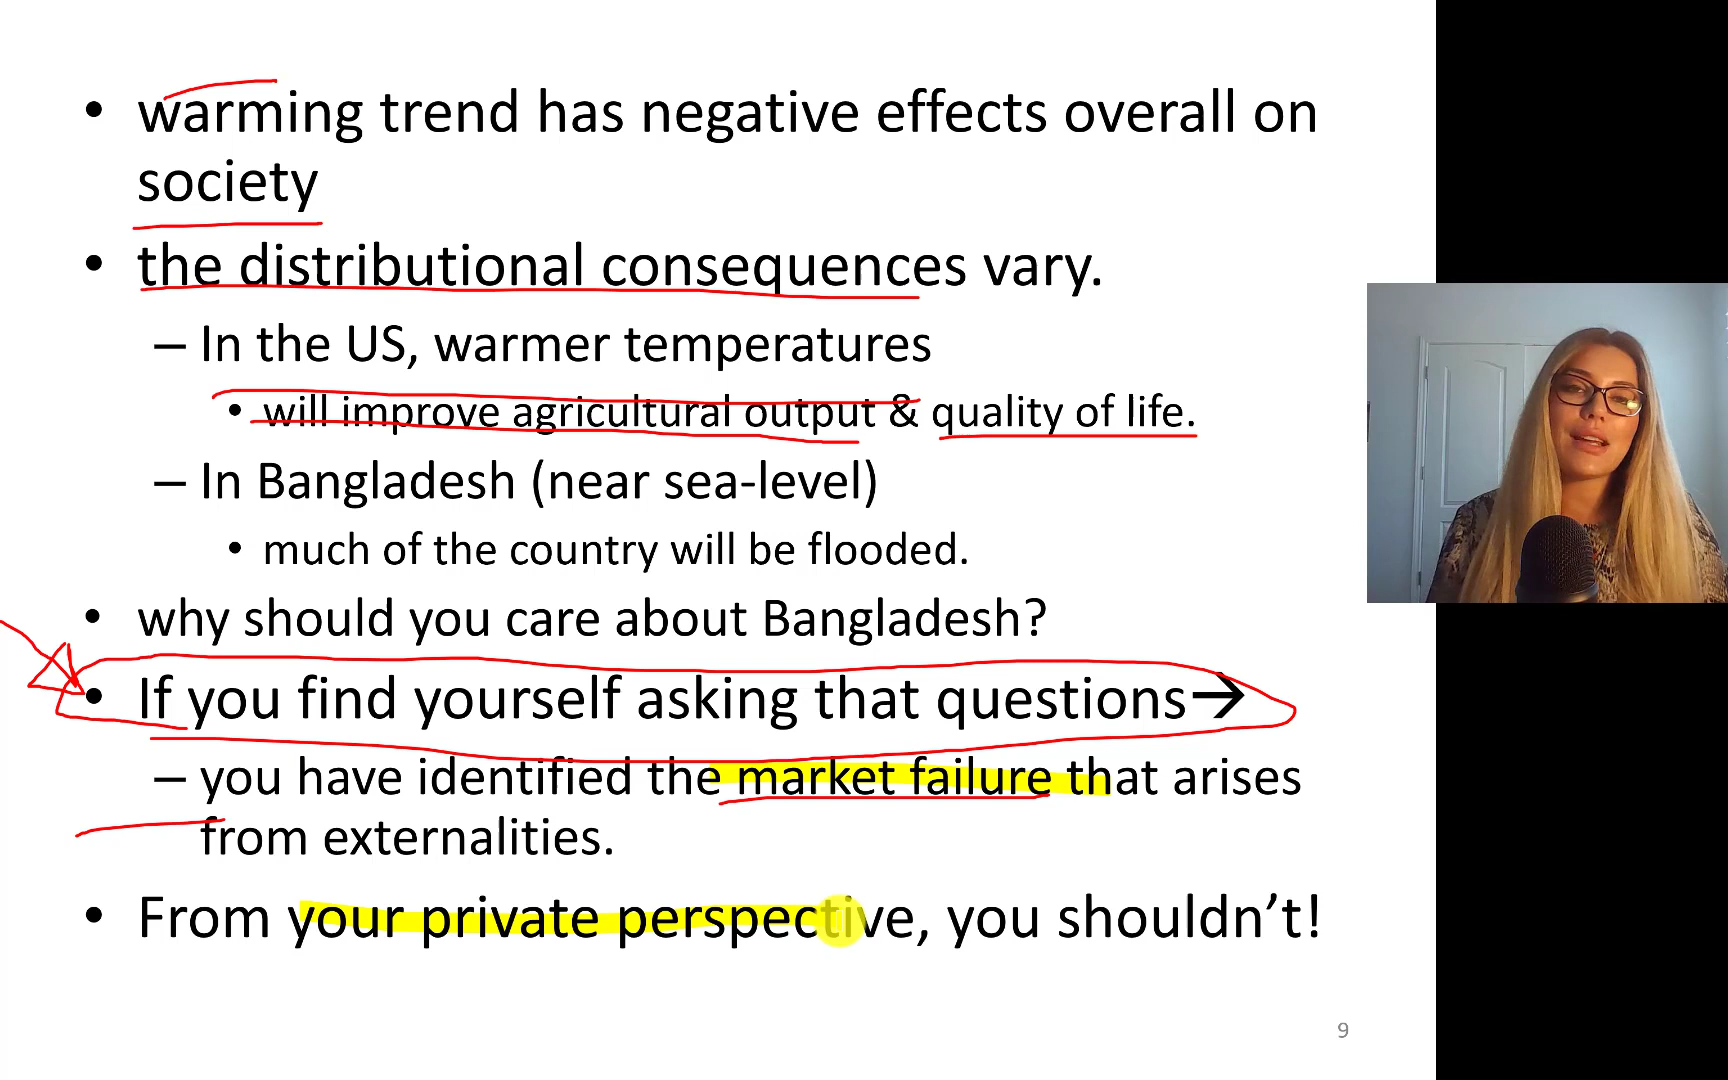 • warming trend has negative effects overall on
society
• the distributional consequences vary.
– In the US, warmer temperatures
• will improve agricultural output & quality of life.
– In Bangladesh (near sea-level)
• much of the country will be flooded.
• why should you care about Bangladesh?
• If you find yourself asking that questions→
– you have identified the market failure that arises
from externalities.
• From your private perspective, you shouldn’t!
9